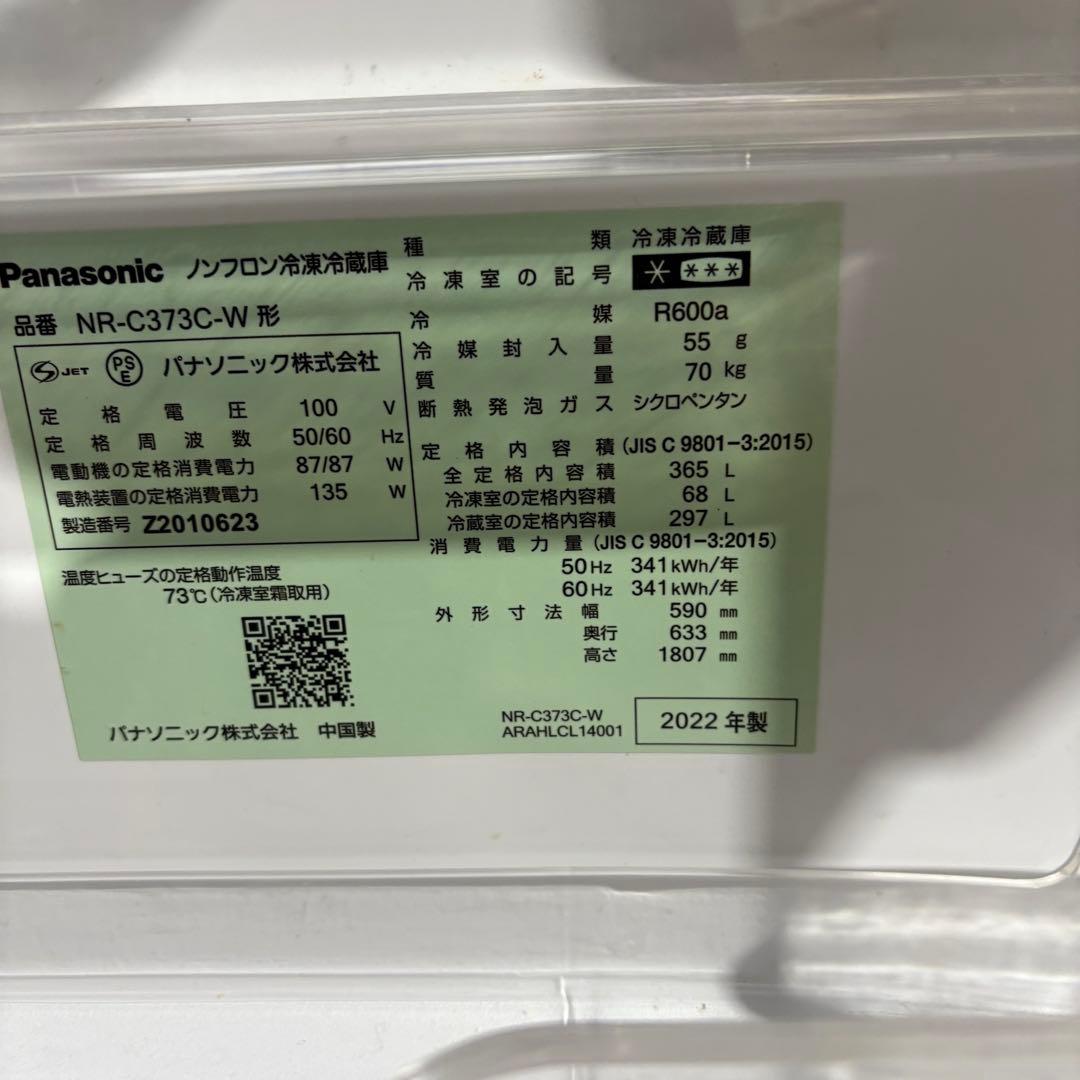 Panasonic ノンフロン冷凍冷蔵庫
品番 NR-C373C-W 形
JET PSE パナソニック株式会社
定格電圧 100 V
定格周波数 50/60 Hz
電動機の定格消費電力 87/87 W
電熱装置の定格消費電力 135 W
製造番号 Z2010623
温度ヒューズの定格動作温度
73℃(冷凍室霜取用)
パナソニック株式会社 中国製
種類 冷凍冷蔵庫
冷凍室の記号 * ***
冷媒 R600a
冷媒封入量 55 g
質量 70 kg
断熱発泡ガス シクロペンタン
定格内容積 (JIS C 9801-3:2015)
全定格内容積 365 L
冷凍室の定格内容積 68 L
冷蔵室の定格内容積 297 L
消費電力量 (JIS C 9801-3:2015)
50Hz 341kWh/年
60Hz 341kWh/年
外形寸法 幅 590 mm
奥行 633 mm
高さ 1807 mm
NR-C373C-W
ARAHLCL14001
2022年製